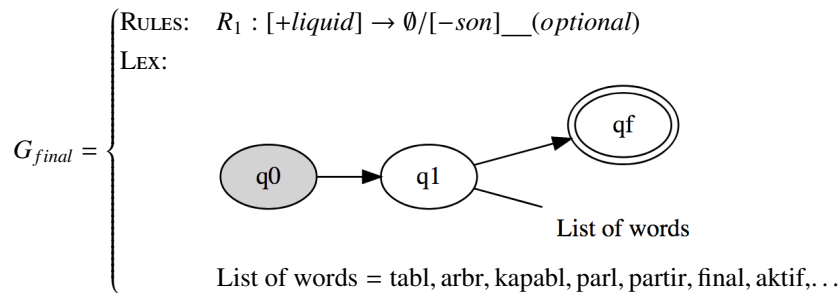 RULES: R₁ : [+liquid] → ∅/[−son]__(optional)
LEX:
G_final =
qf
q0 q1
List of words
List of words = tabl, arbr, kapabl, parl, partir, final, aktif,...